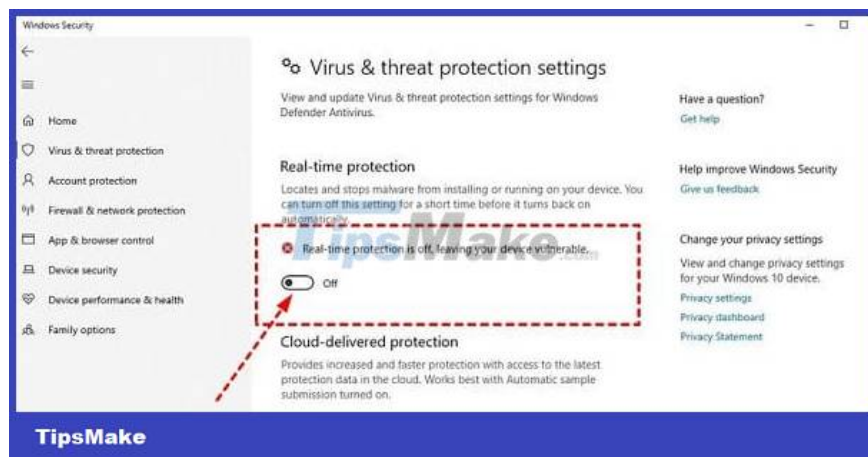 Windows Security
Home
Virus & threat protection
Account protection
Firewall & network protection
App & browser control
Device security
Device performance & health
Family options
Virus & threat protection settings
View and update Virus & threat protection settings for Windows
Defender Antivirus.
Real-time protection
Locates and stops malware from installing or running on your device. You
can turn off this setting for a short time before it turns back on
automatically.
Real-time protection is off, leaving your device vulnerable.
TipsMake.com
Off
Cloud-delivered protection
Provides increased and faster protection with access to the latest
protection data in the cloud. Works best with Automatic sample
submission turned on.
Have a question?
Get help
Help improve Windows Security
Give us feedback
Change your privacy settings
View and change privacy settings
for your Windows 10 device.
Privacy settings
Privacy dashboard
Privacy Statement
TipsMake